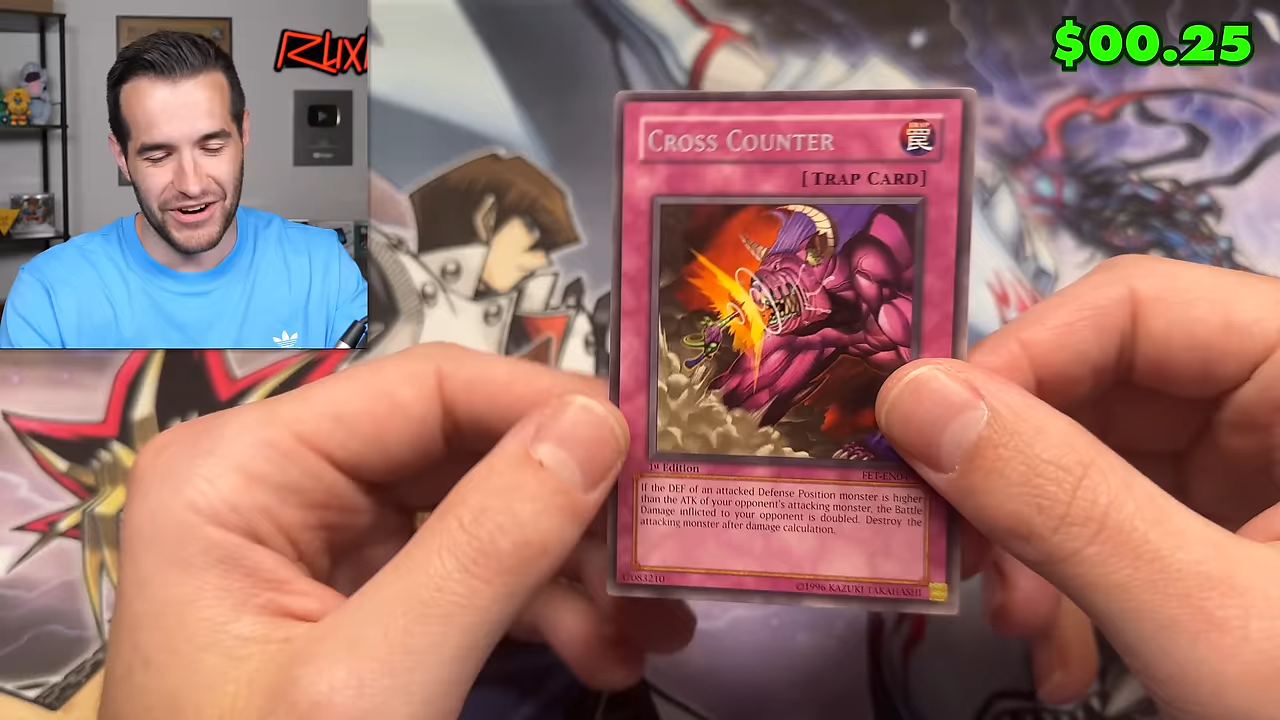 $00.25
CROSS COUNTER
[TRAP CARD]
1st Edition
If the DEF of an attacked Defense Position monster is higher
than the ATK of your opponent's attacking monster, the Battle
Damage inflicted to your opponent is doubled. Destroy the
attacking monster after damage calculation.
©1996 KAZUKI TAKAHASHI